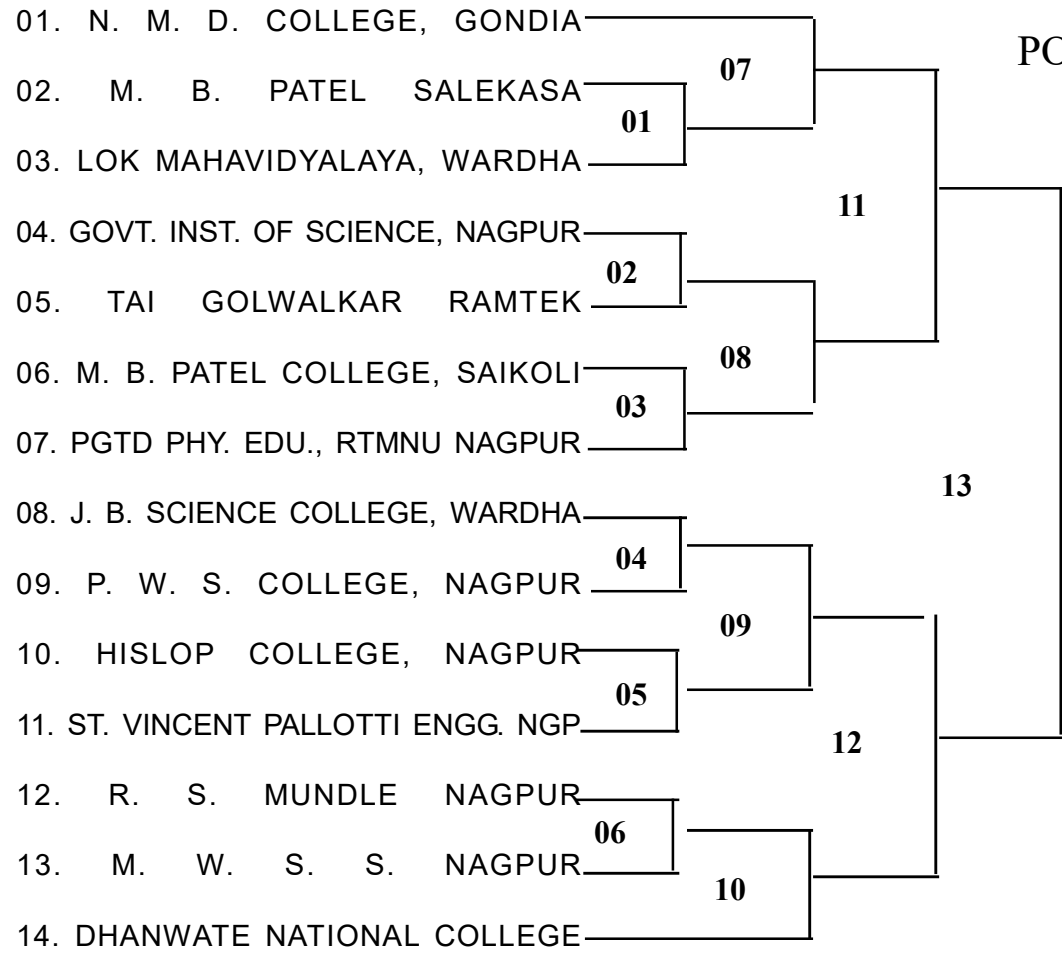 01. N. M. D. COLLEGE, GONDIA
07
PO
02. M. B. PATEL SALEKASA
01
03. LOK MAHAVIDYALAYA, WARDHA
11
04. GOVT. INST. OF SCIENCE, NAGPUR
02
05. TAI GOLWALKAR RAMTEK
08
06. M. B. PATEL COLLEGE, SAIKOLI
03
07. PGTD PHY. EDU., RTMNU NAGPUR
13
08. J. B. SCIENCE COLLEGE, WARDHA
04
09. P. W. S. COLLEGE, NAGPUR
09
10. HISLOP COLLEGE, NAGPUR
05
11. ST. VINCENT PALLOTTI ENGG. NGP
12
12. R. S. MUNDLE NAGPUR
06
13. M. W. S. S. NAGPUR
10
14. DHANWATE NATIONAL COLLEGE